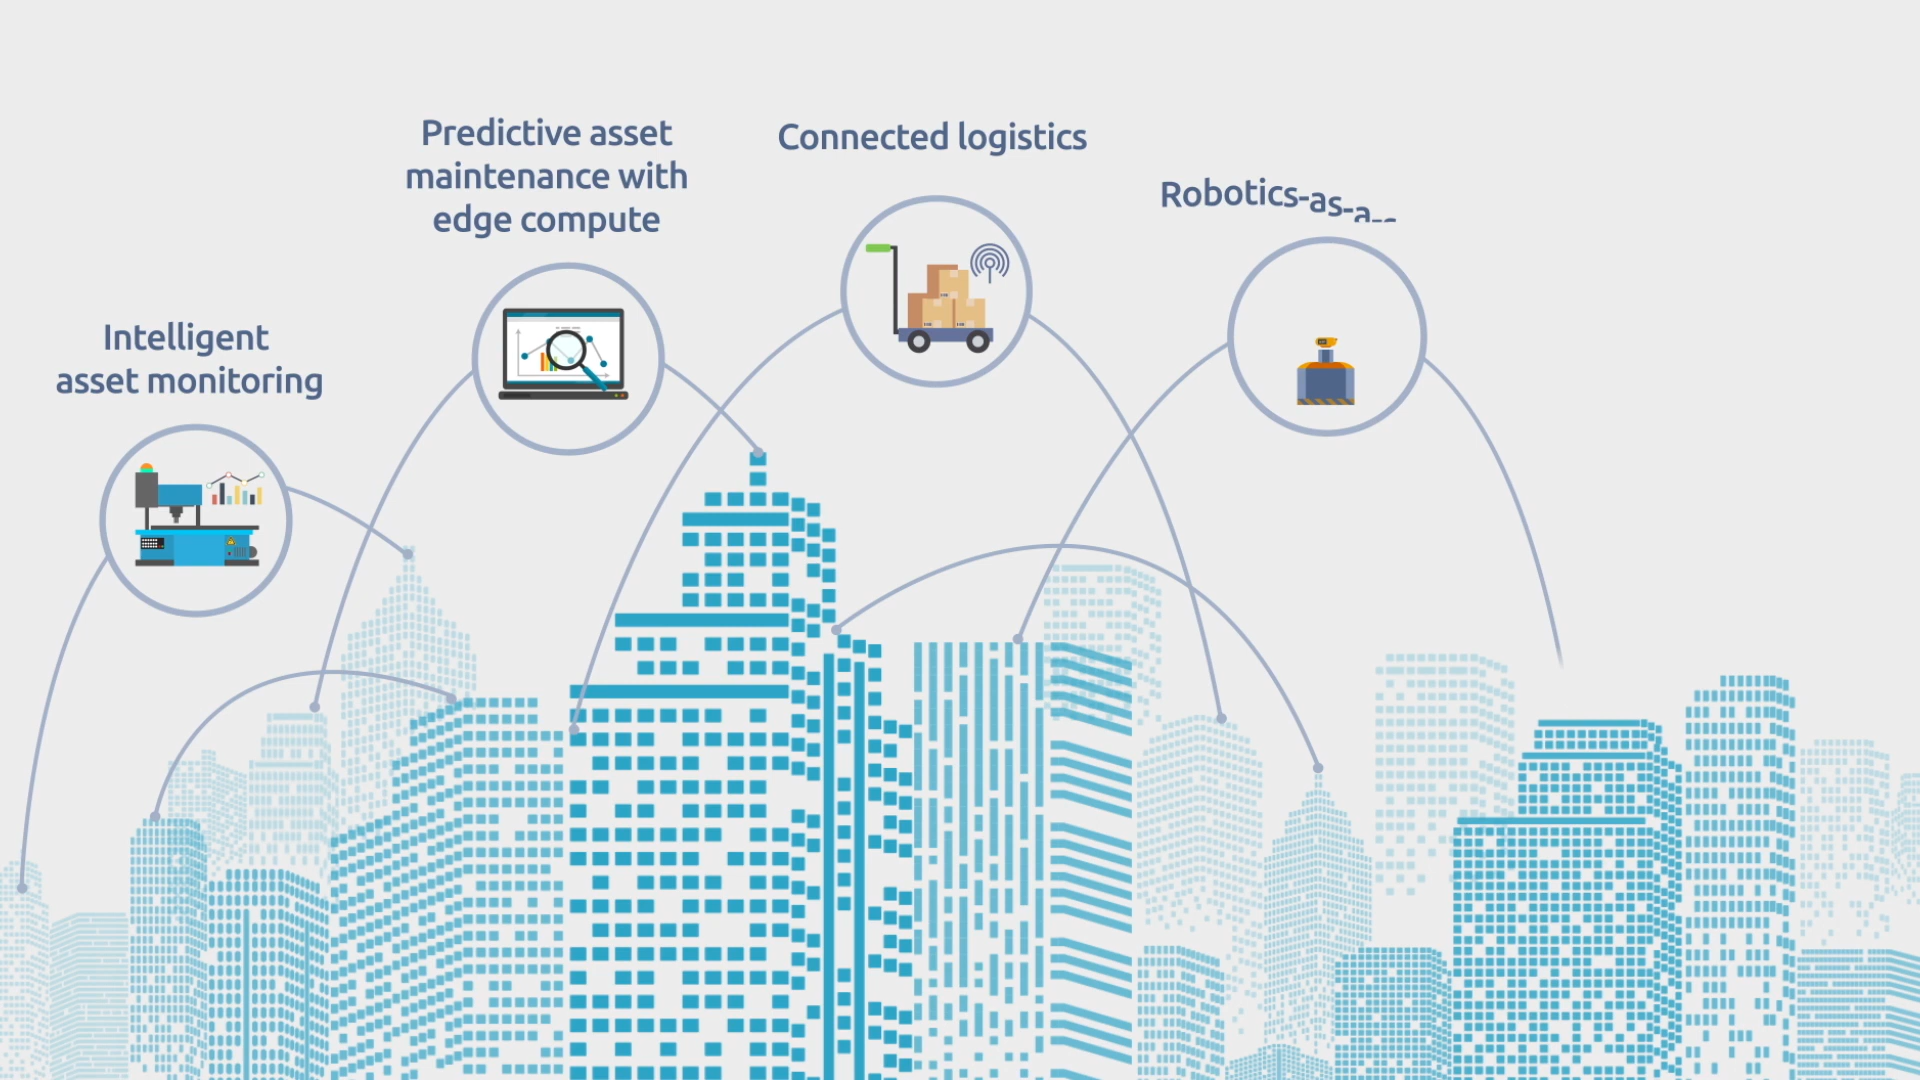 Intelligent
asset monitoring
Predictive asset
maintenance with
edge compute
Connected logistics
Robotics-as-a-